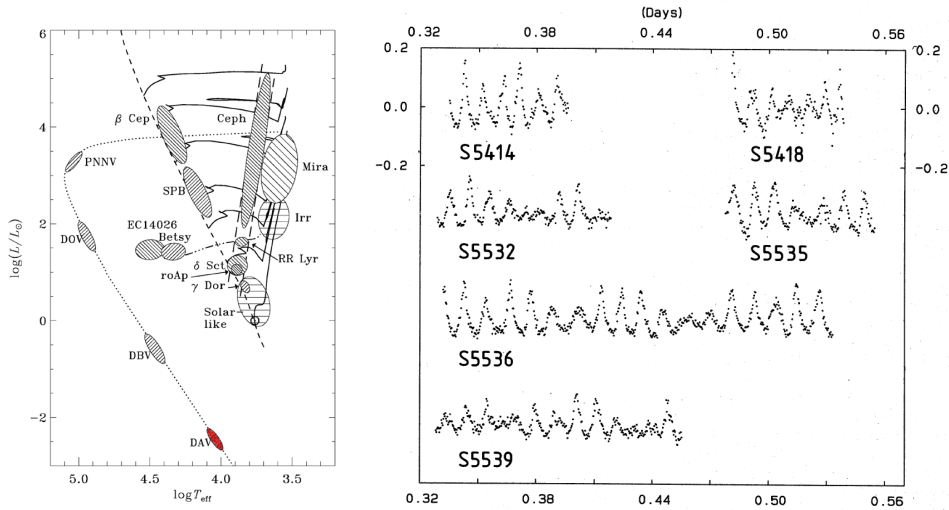 6
4
2
0
−2
log(L/L⊙)
5.0 4.5 4.0 3.5
log T_eff
β Cep
Ceph
PNNV
Mira
SPB
Irr
EC14026
Betsy
DOV
RR Lyr
δ Sct
roAp
γ Dor
Solar−
like
DBV
DAV
(Days)
0.32 0.38 0.44 0.50 0.56
0.2 0.2
0.0 0.0
-0.2 -0.2
S5414 S5418
S5532 S5535
S5536
S5539
0.32 0.38 0.44 0.50 0.56